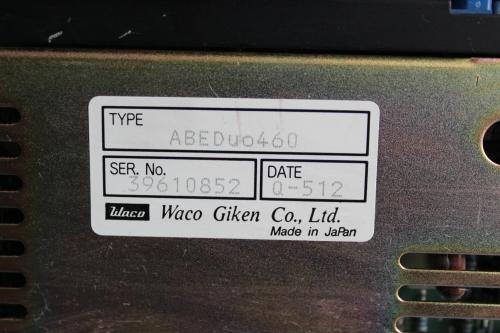 TYPE
ABEDuo460
SER. No.
39610852
DATE
Q-512
Waco Waco Giken Co., Ltd.
Made in JaPan